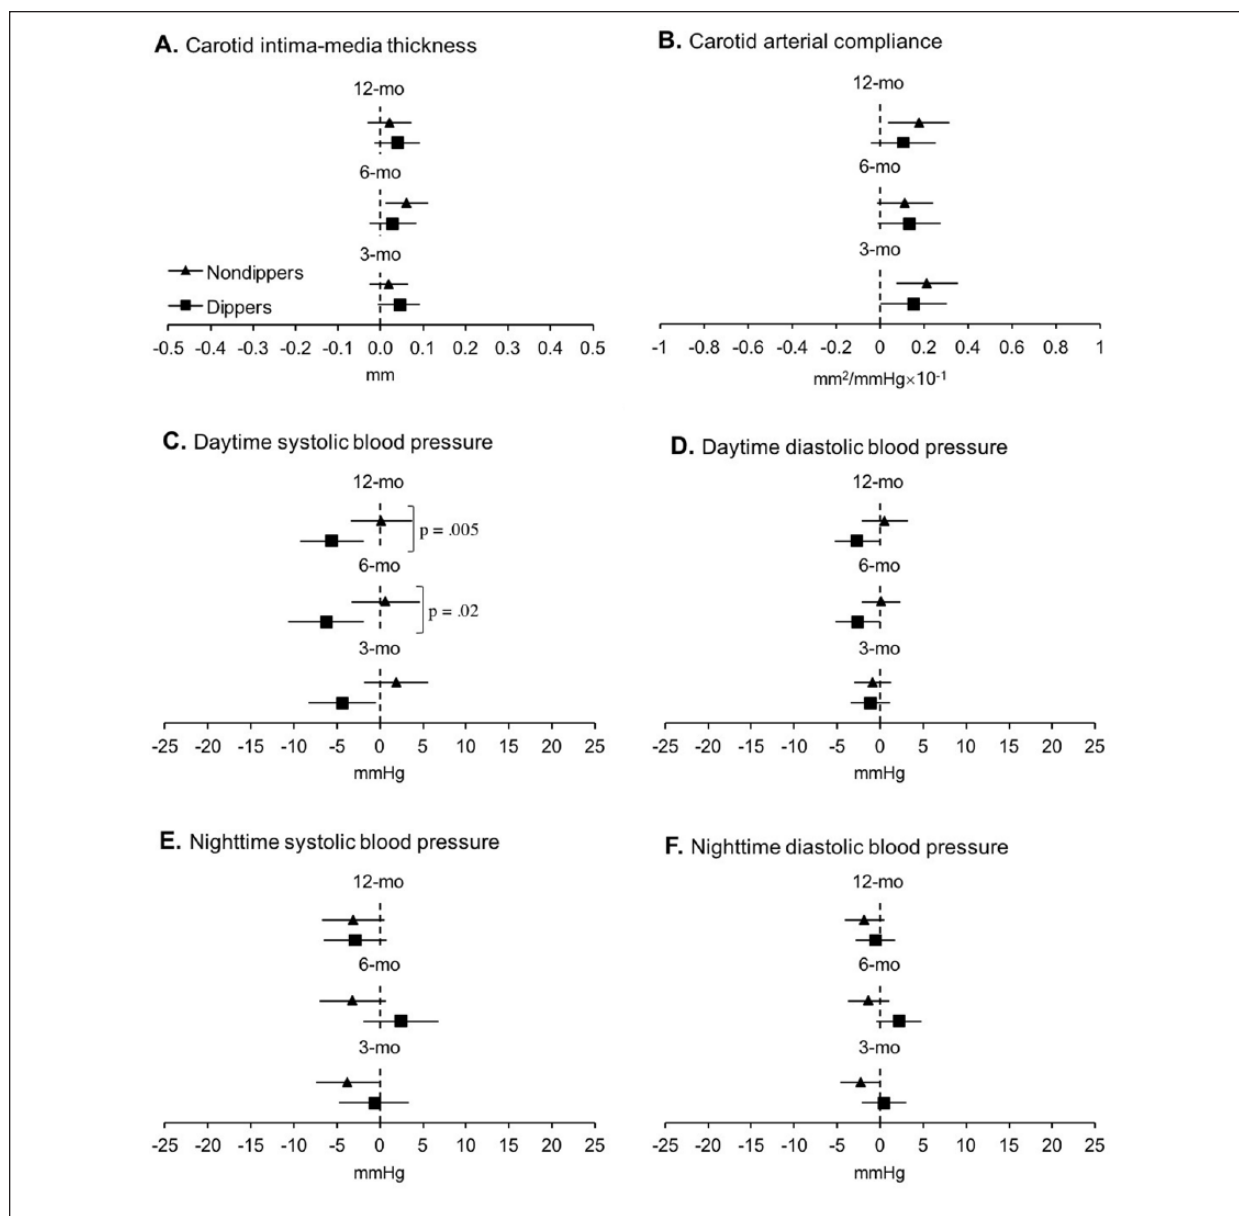 A. Carotid intima-media thickness
12-mo
6-mo
3-mo
Nondippers
Dippers
-0.5 -0.4 -0.3 -0.2 -0.1 0.0 0.1 0.2 0.3 0.4 0.5
mm
B. Carotid arterial compliance
12-mo
6-mo
3-mo
-1 -0.8 -0.6 -0.4 -0.2 0 0.2 0.4 0.6 0.8 1
mm²/mmHg×10⁻¹
C. Daytime systolic blood pressure
12-mo
p = .005
6-mo
p = .02
3-mo
-25 -20 -15 -10 -5 0 5 10 15 20 25
mmHg
D. Daytime diastolic blood pressure
12-mo
6-mo
3-mo
-25 -20 -15 -10 -5 0 5 10 15 20 25
mmHg
E. Nighttime systolic blood pressure
12-mo
6-mo
3-mo
-25 -20 -15 -10 -5 0 5 10 15 20 25
mmHg
F. Nighttime diastolic blood pressure
12-mo
6-mo
3-mo
-25 -20 -15 -10 -5 0 5 10 15 20 25
mmHg